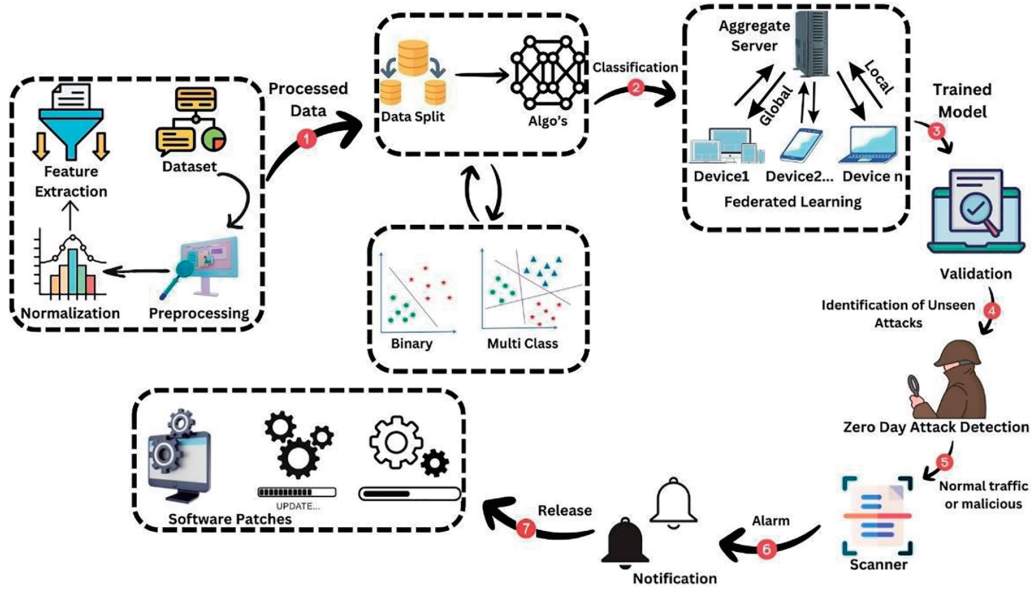 Feature
Extraction
Dataset
Normalization
Preprocessing
Processed
Data
1
Data Split
Algo's
Binary
Multi Class
Classification
2
Aggregate
Server
Global
Local
Device1
Device2...
Device n
Federated Learning
Trained
Model
3
Validation
Identification of Unseen
Attacks
4
Zero Day Attack Detection
5
Normal traffic
or malicious
Scanner
Alarm
6
Notification
Release
7
UPDATE...
Software Patches